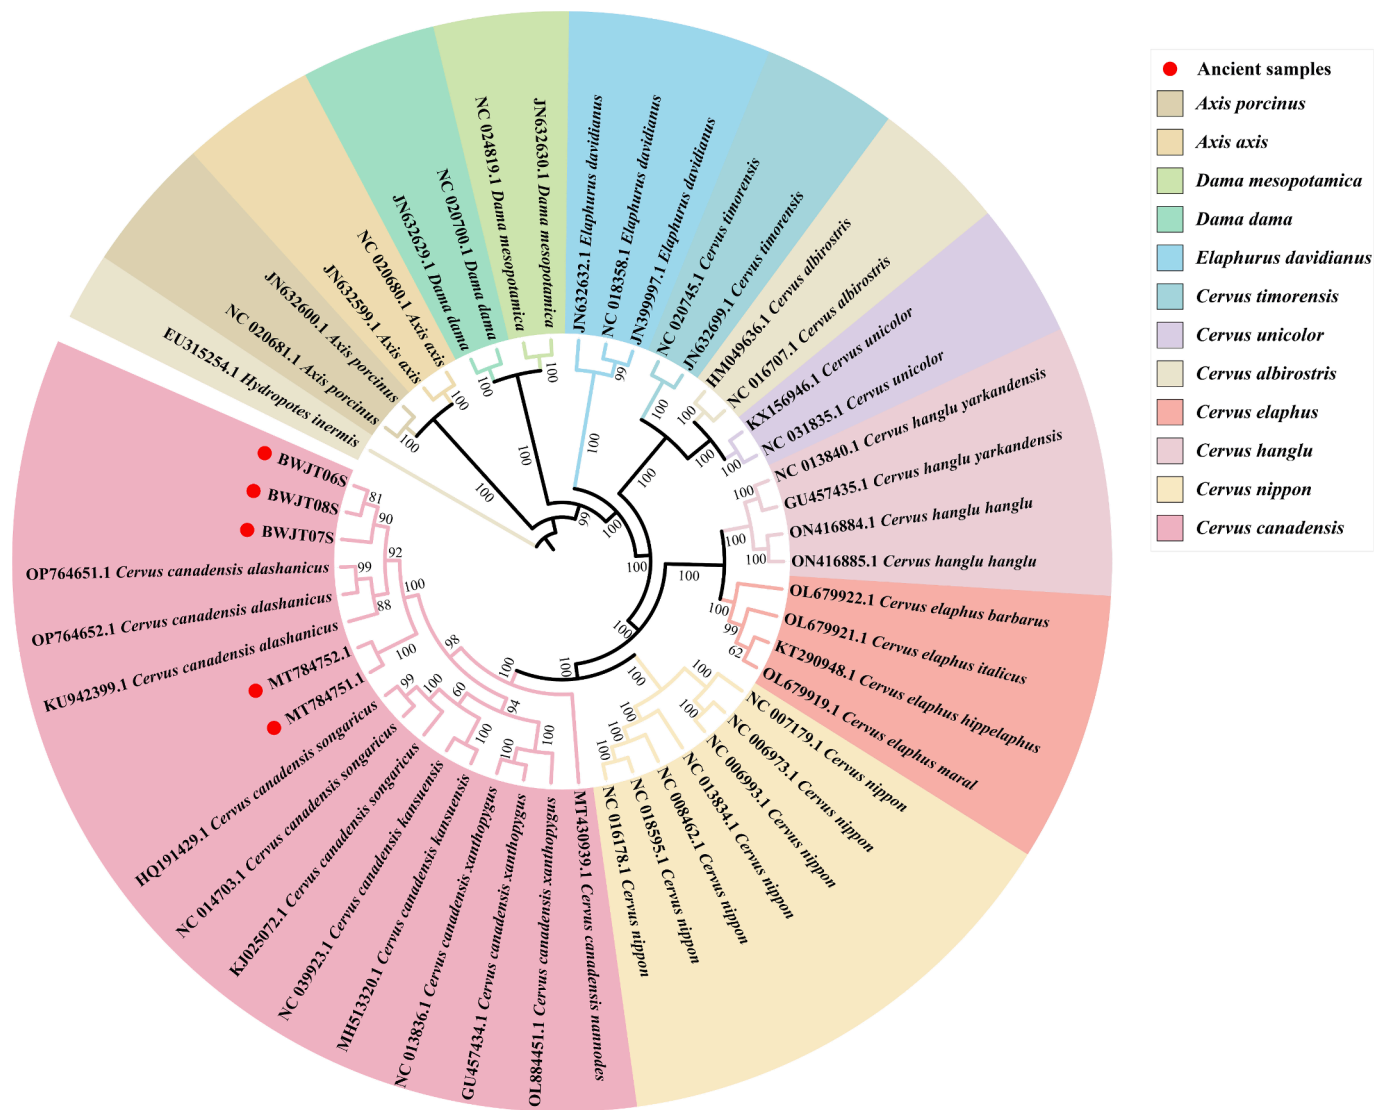 Ancient samples
Axis porcinus
Axis axis
Dama mesopotamica
Dama dama
Elaphurus davidianus
Cervus timorensis
Cervus unicolor
Cervus albirostris
Cervus elaphus
Cervus hanglu
Cervus nippon
Cervus canadensis
EU315254.1 Hydropotes inermis
NC 020681.1 Axis porcinus
JN632600.1 Axis porcinus
JN632599.1 Axis axis
NC 020680.1 Axis axis
JN632629.1 Dama dama
NC 020700.1 Dama dama
NC 024819.1 Dama mesopotamica
JN632630.1 Dama mesopotamica
JN632632.1 Elaphurus davidianus
NC 018358.1 Elaphurus davidianus
JN399997.1 Elaphurus davidianus
NC 020745.1 Cervus timorensis
JN632699.1 Cervus timorensis
HM049636.1 Cervus albirostris
NC 016707.1 Cervus albirostris
KX156946.1 Cervus unicolor
NC 031835.1 Cervus unicolor
NC 013840.1 Cervus hanglu yarkandensis
GU457435.1 Cervus hanglu yarkandensis
ON416884.1 Cervus hanglu hanglu
ON416885.1 Cervus hanglu hanglu
OL679922.1 Cervus elaphus barbarus
OL679921.1 Cervus elaphus italicus
KT290948.1 Cervus elaphus hippelaphus
OL679919.1 Cervus elaphus maral
NC 007179.1 Cervus nippon
NC 006973.1 Cervus nippon
NC 006993.1 Cervus nippon
NC 013834.1 Cervus nippon
NC 008462.1 Cervus nippon
NC 018595.1 Cervus nippon
NC 016178.1 Cervus nippon
MT430939.1 Cervus canadensis nannodes
OL884451.1 Cervus canadensis xanthopygus
GU457434.1 Cervus canadensis xanthopygus
NC 013836.1 Cervus canadensis xanthopygus
MH513320.1 Cervus canadensis kansuensis
NC 039923.1 Cervus canadensis kansuensis
KJ025072.1 Cervus canadensis songaricus
NC 014703.1 Cervus canadensis songaricus
HQ191429.1 Cervus canadensis songaricus
MT784751.1
MT784752.1
KU942399.1 Cervus canadensis alashanicus
OP764652.1 Cervus canadensis alashanicus
OP764651.1 Cervus canadensis alashanicus
BWJT07S
BWJT08S
BWJT06S
100
100
100
100
100
100
99
100
99
100
100
100
100
100
100
100
100
100
100
100
100
100
99
62
100
100
100
100
100
100
100
100
100
98
94
60
100
100
100
100
99
100
100
92
90
81
99
88